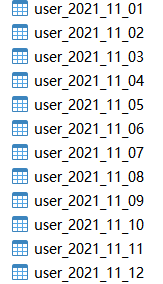 user_2021_11_01
user_2021_11_02
user_2021_11_03
user_2021_11_04
user_2021_11_05
user_2021_11_06
user_2021_11_07
user_2021_11_08
user_2021_11_09
user_2021_11_10
user_2021_11_11
user_2021_11_12